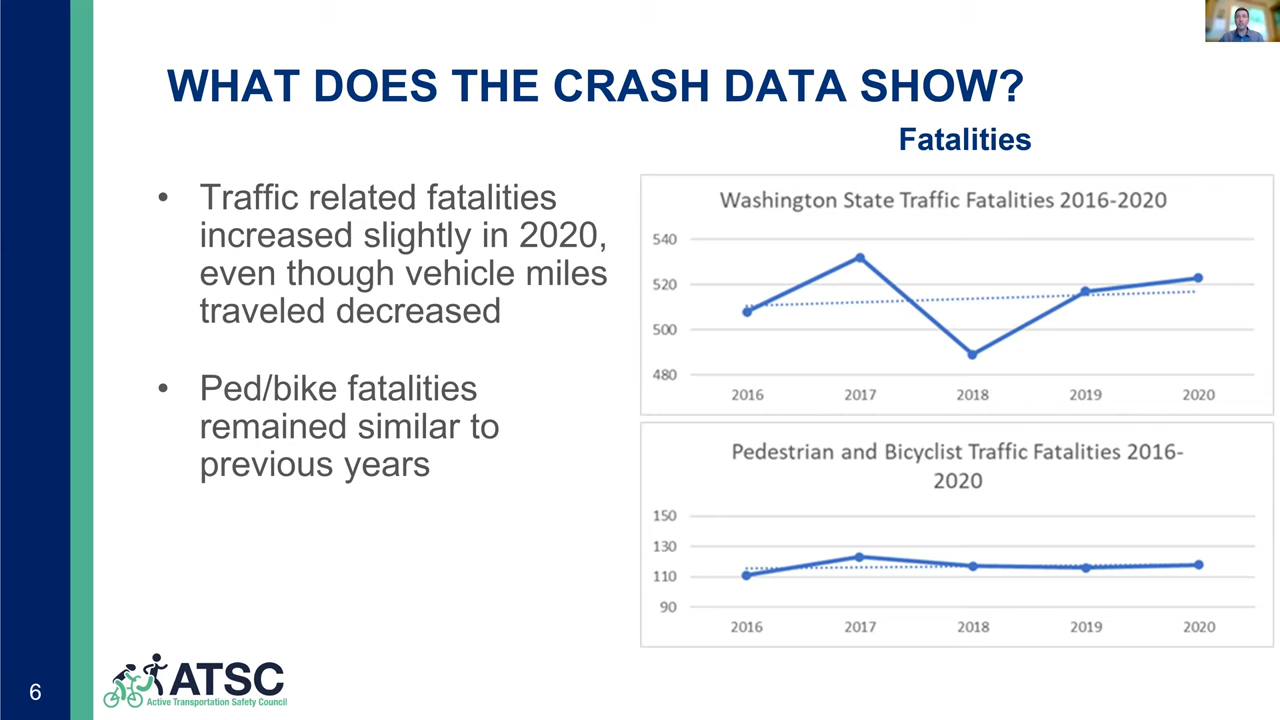 WHAT DOES THE CRASH DATA SHOW?
Fatalities
• Traffic related fatalities
increased slightly in 2020,
even though vehicle miles
traveled decreased
• Ped/bike fatalities
remained similar to
previous years
Washington State Traffic Fatalities 2016-2020
540
520
500
480
2016 2017 2018 2019 2020
Pedestrian and Bicyclist Traffic Fatalities 2016-
2020
150
130
110
90
2016 2017 2018 2019 2020
6
ATSC
Active Transportation Safety Council